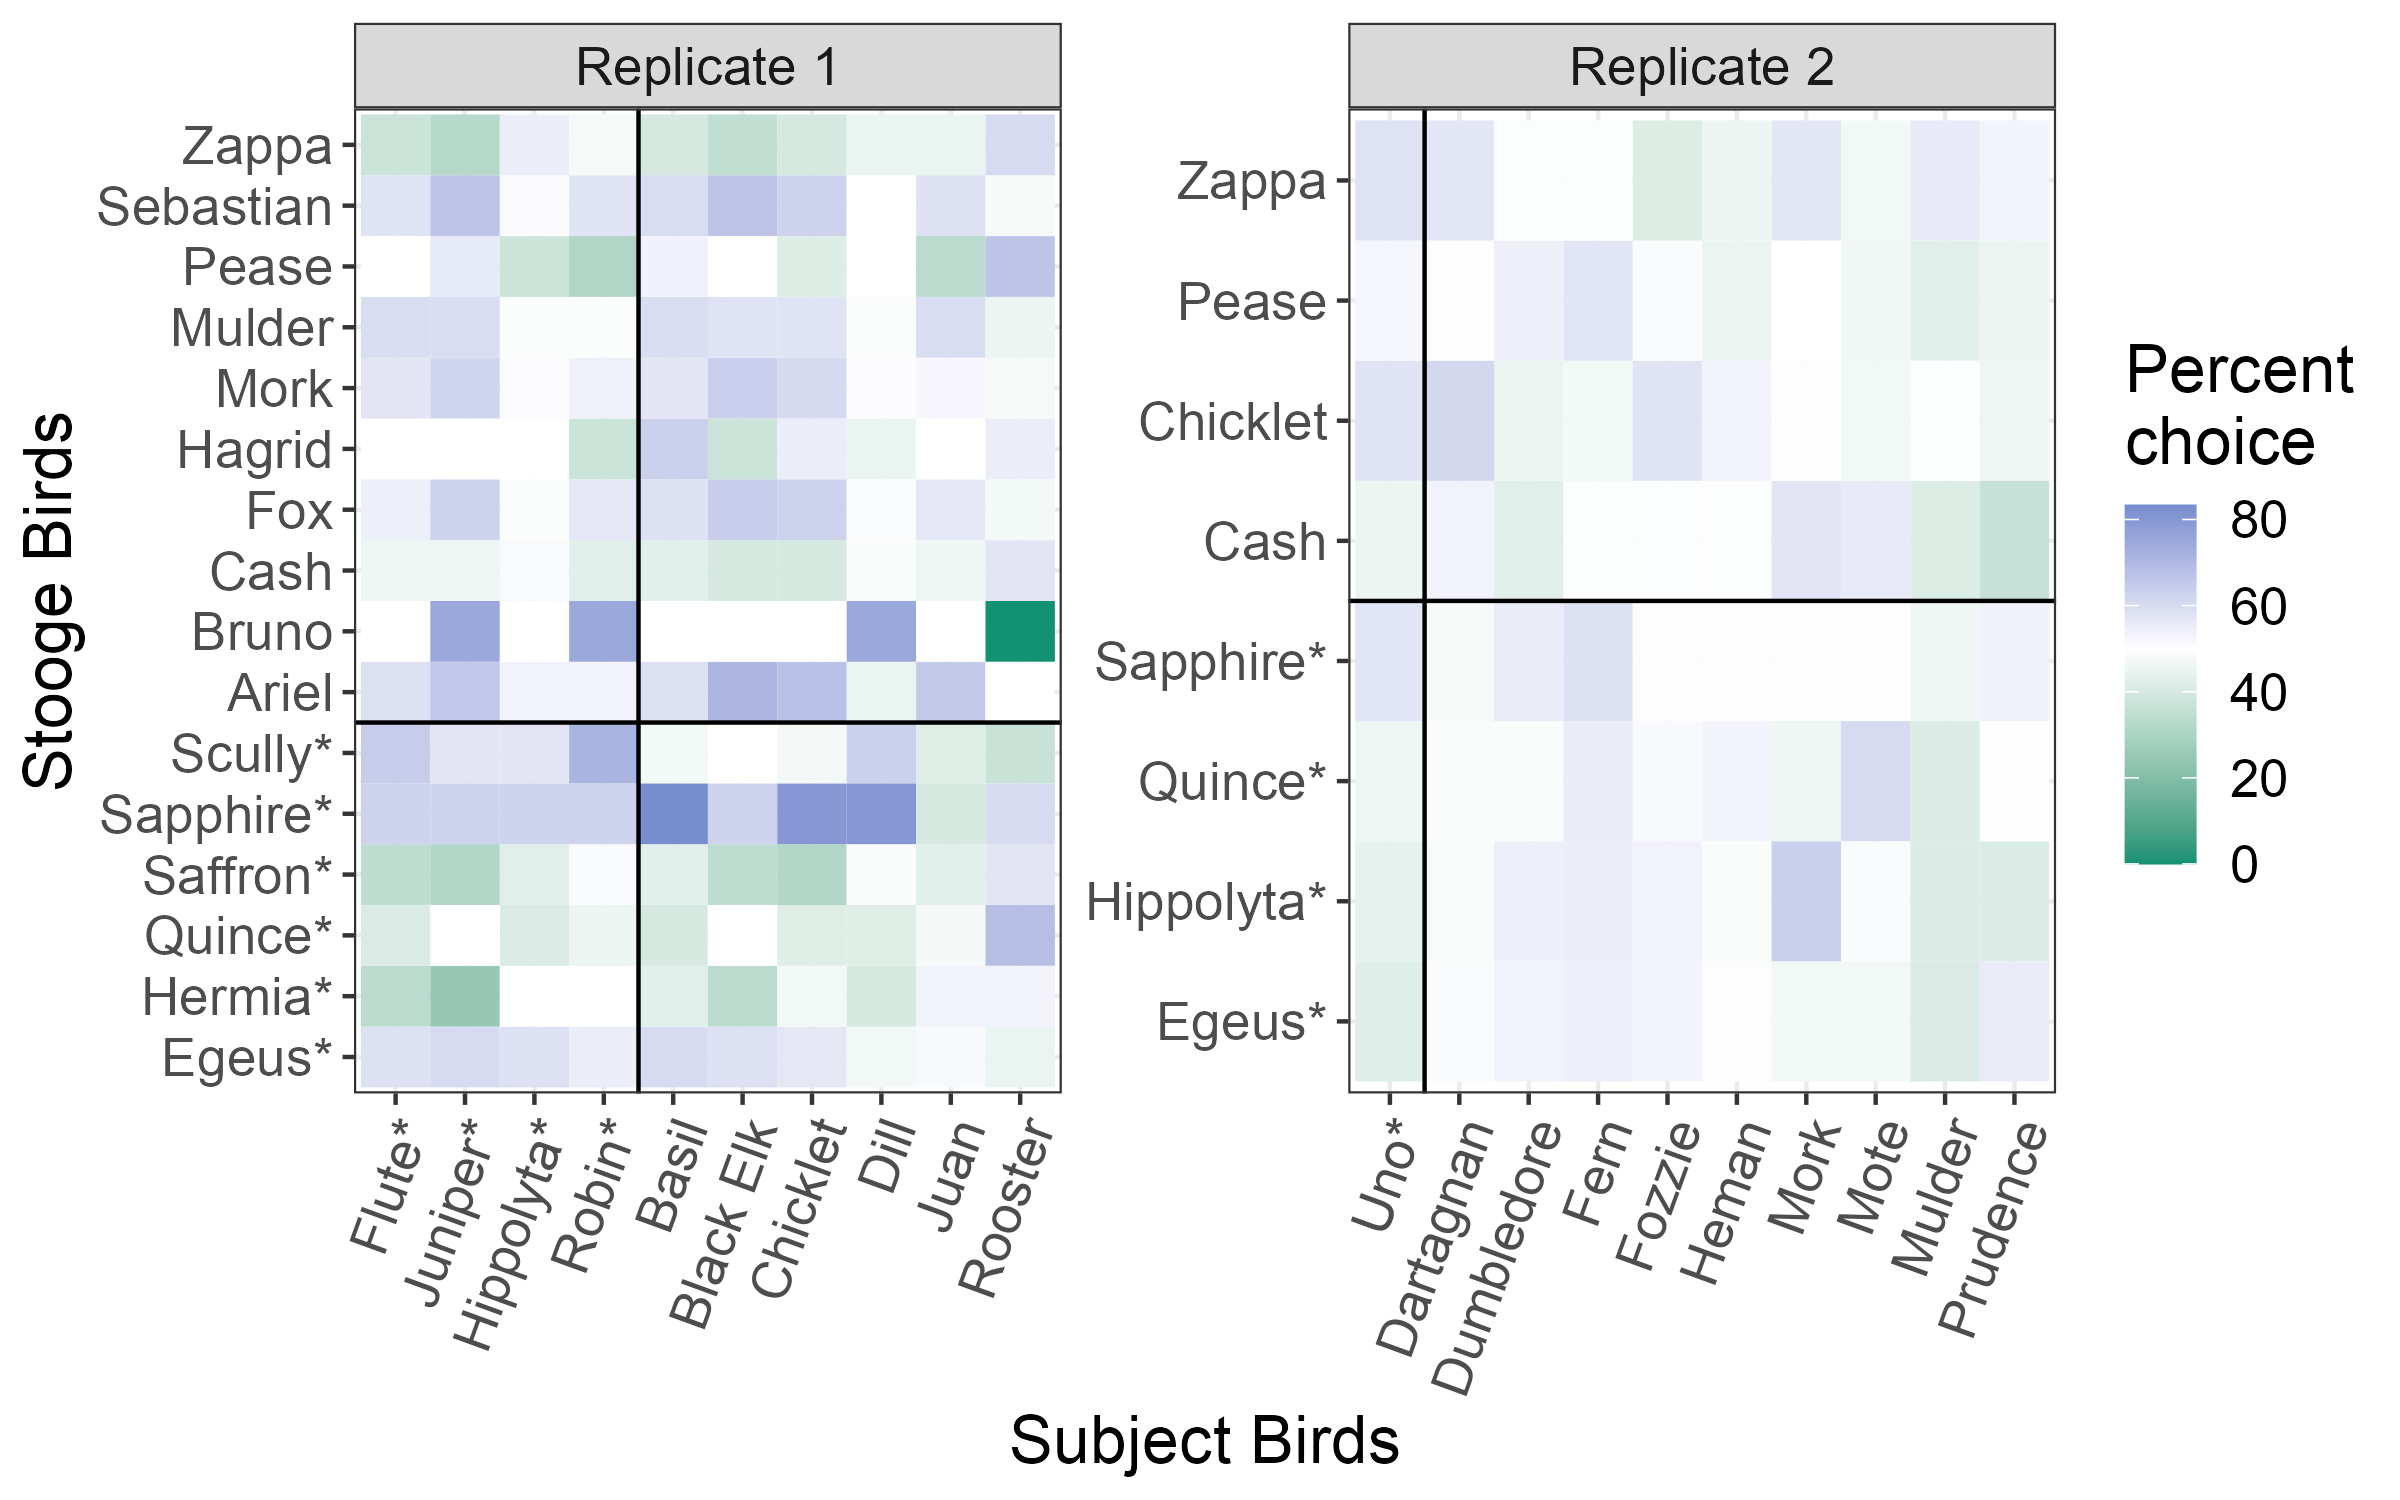 Replicate 1
Replicate 2
Stooge Birds
Zappa
Sebastian
Pease
Mulder
Mork
Hagrid
Fox
Cash
Bruno
Ariel
Scully*
Sapphire*
Saffron*
Quince*
Hermia*
Egeus*
Zappa
Pease
Chicklet
Cash
Sapphire*
Quince*
Hippolyta*
Egeus*
Percent
choice
80
60
40
20
0
Flute*
Juniper*
Hippolyta*
Robin*
Basil
Black Elk
Chicklet
Dill
Juan
Rooster
Uno*
Dartagnan
Dumbledore
Fern
Fozzie
Heman
Mork
Mote
Mulder
Prudence
Subject Birds